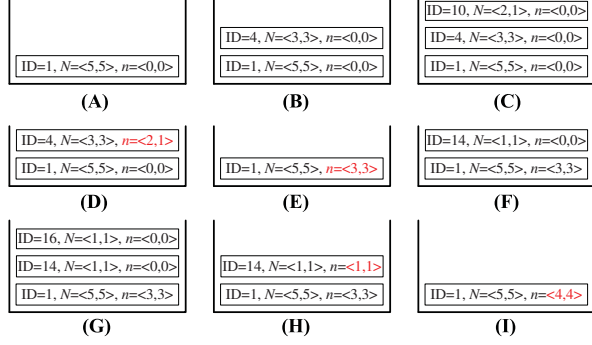 ID=1, N=<5,5>, n=<0,0>
(A)
ID=4, N=<3,3>, n=<0,0>
ID=1, N=<5,5>, n=<0,0>
(B)
ID=10, N=<2,1>, n=<0,0>
ID=4, N=<3,3>, n=<0,0>
ID=1, N=<5,5>, n=<0,0>
(C)
ID=4, N=<3,3>, n=<2,1>
ID=1, N=<5,5>, n=<0,0>
(D)
ID=1, N=<5,5>, n=<3,3>
(E)
ID=14, N=<1,1>, n=<0,0>
ID=1, N=<5,5>, n=<3,3>
(F)
ID=16, N=<1,1>, n=<0,0>
ID=14, N=<1,1>, n=<0,0>
ID=1, N=<5,5>, n=<3,3>
(G)
ID=14, N=<1,1>, n=<1,1>
ID=1, N=<5,5>, n=<3,3>
(H)
ID=1, N=<5,5>, n=<4,4>
(I)